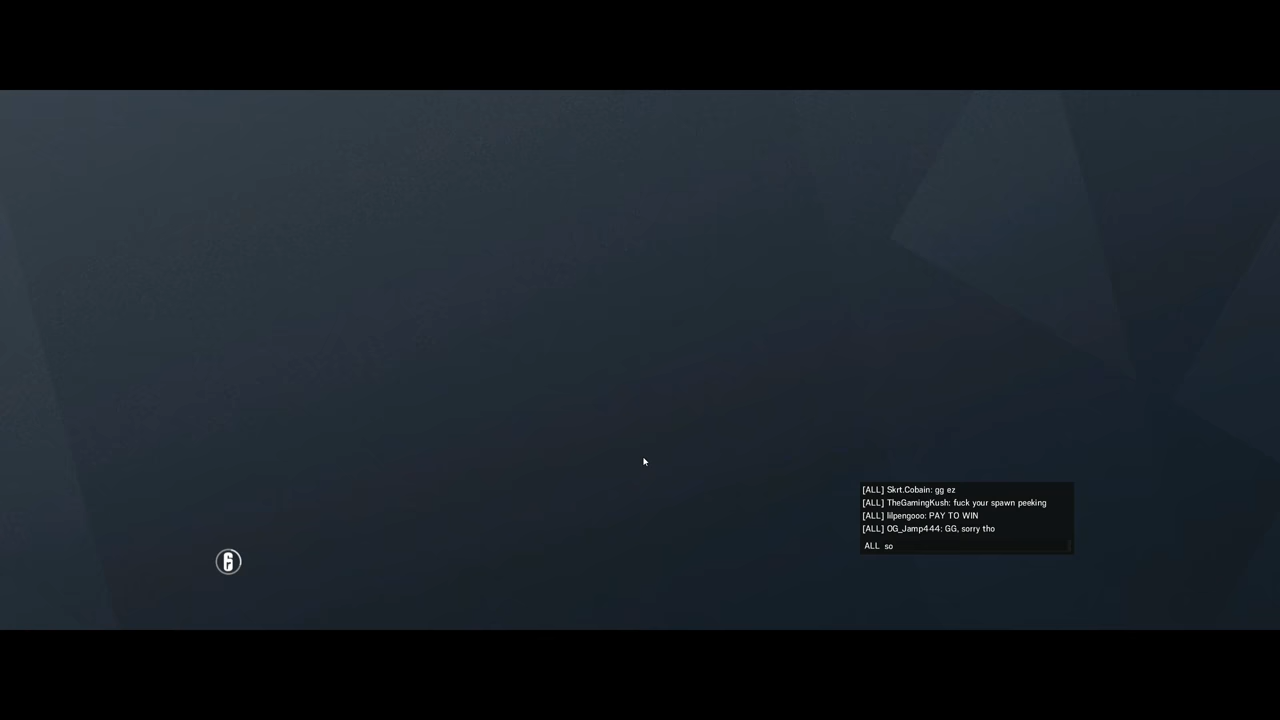 [ALL] Skrt.Cobain: gg ez
[ALL] TheGamingKush: fuck your spawn peeking
[ALL] lilpengooo: PAY TO WIN
[ALL] OG_Jamp444: GG, sorry tho
ALL so
6